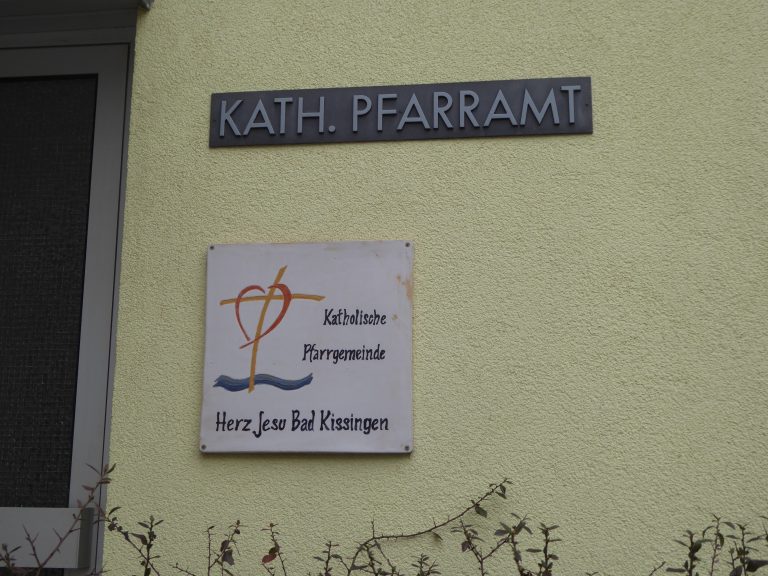 KATH. PFARRAMT
Katholische
Pfarrgemeinde
Herz Jesu Bad Kissingen